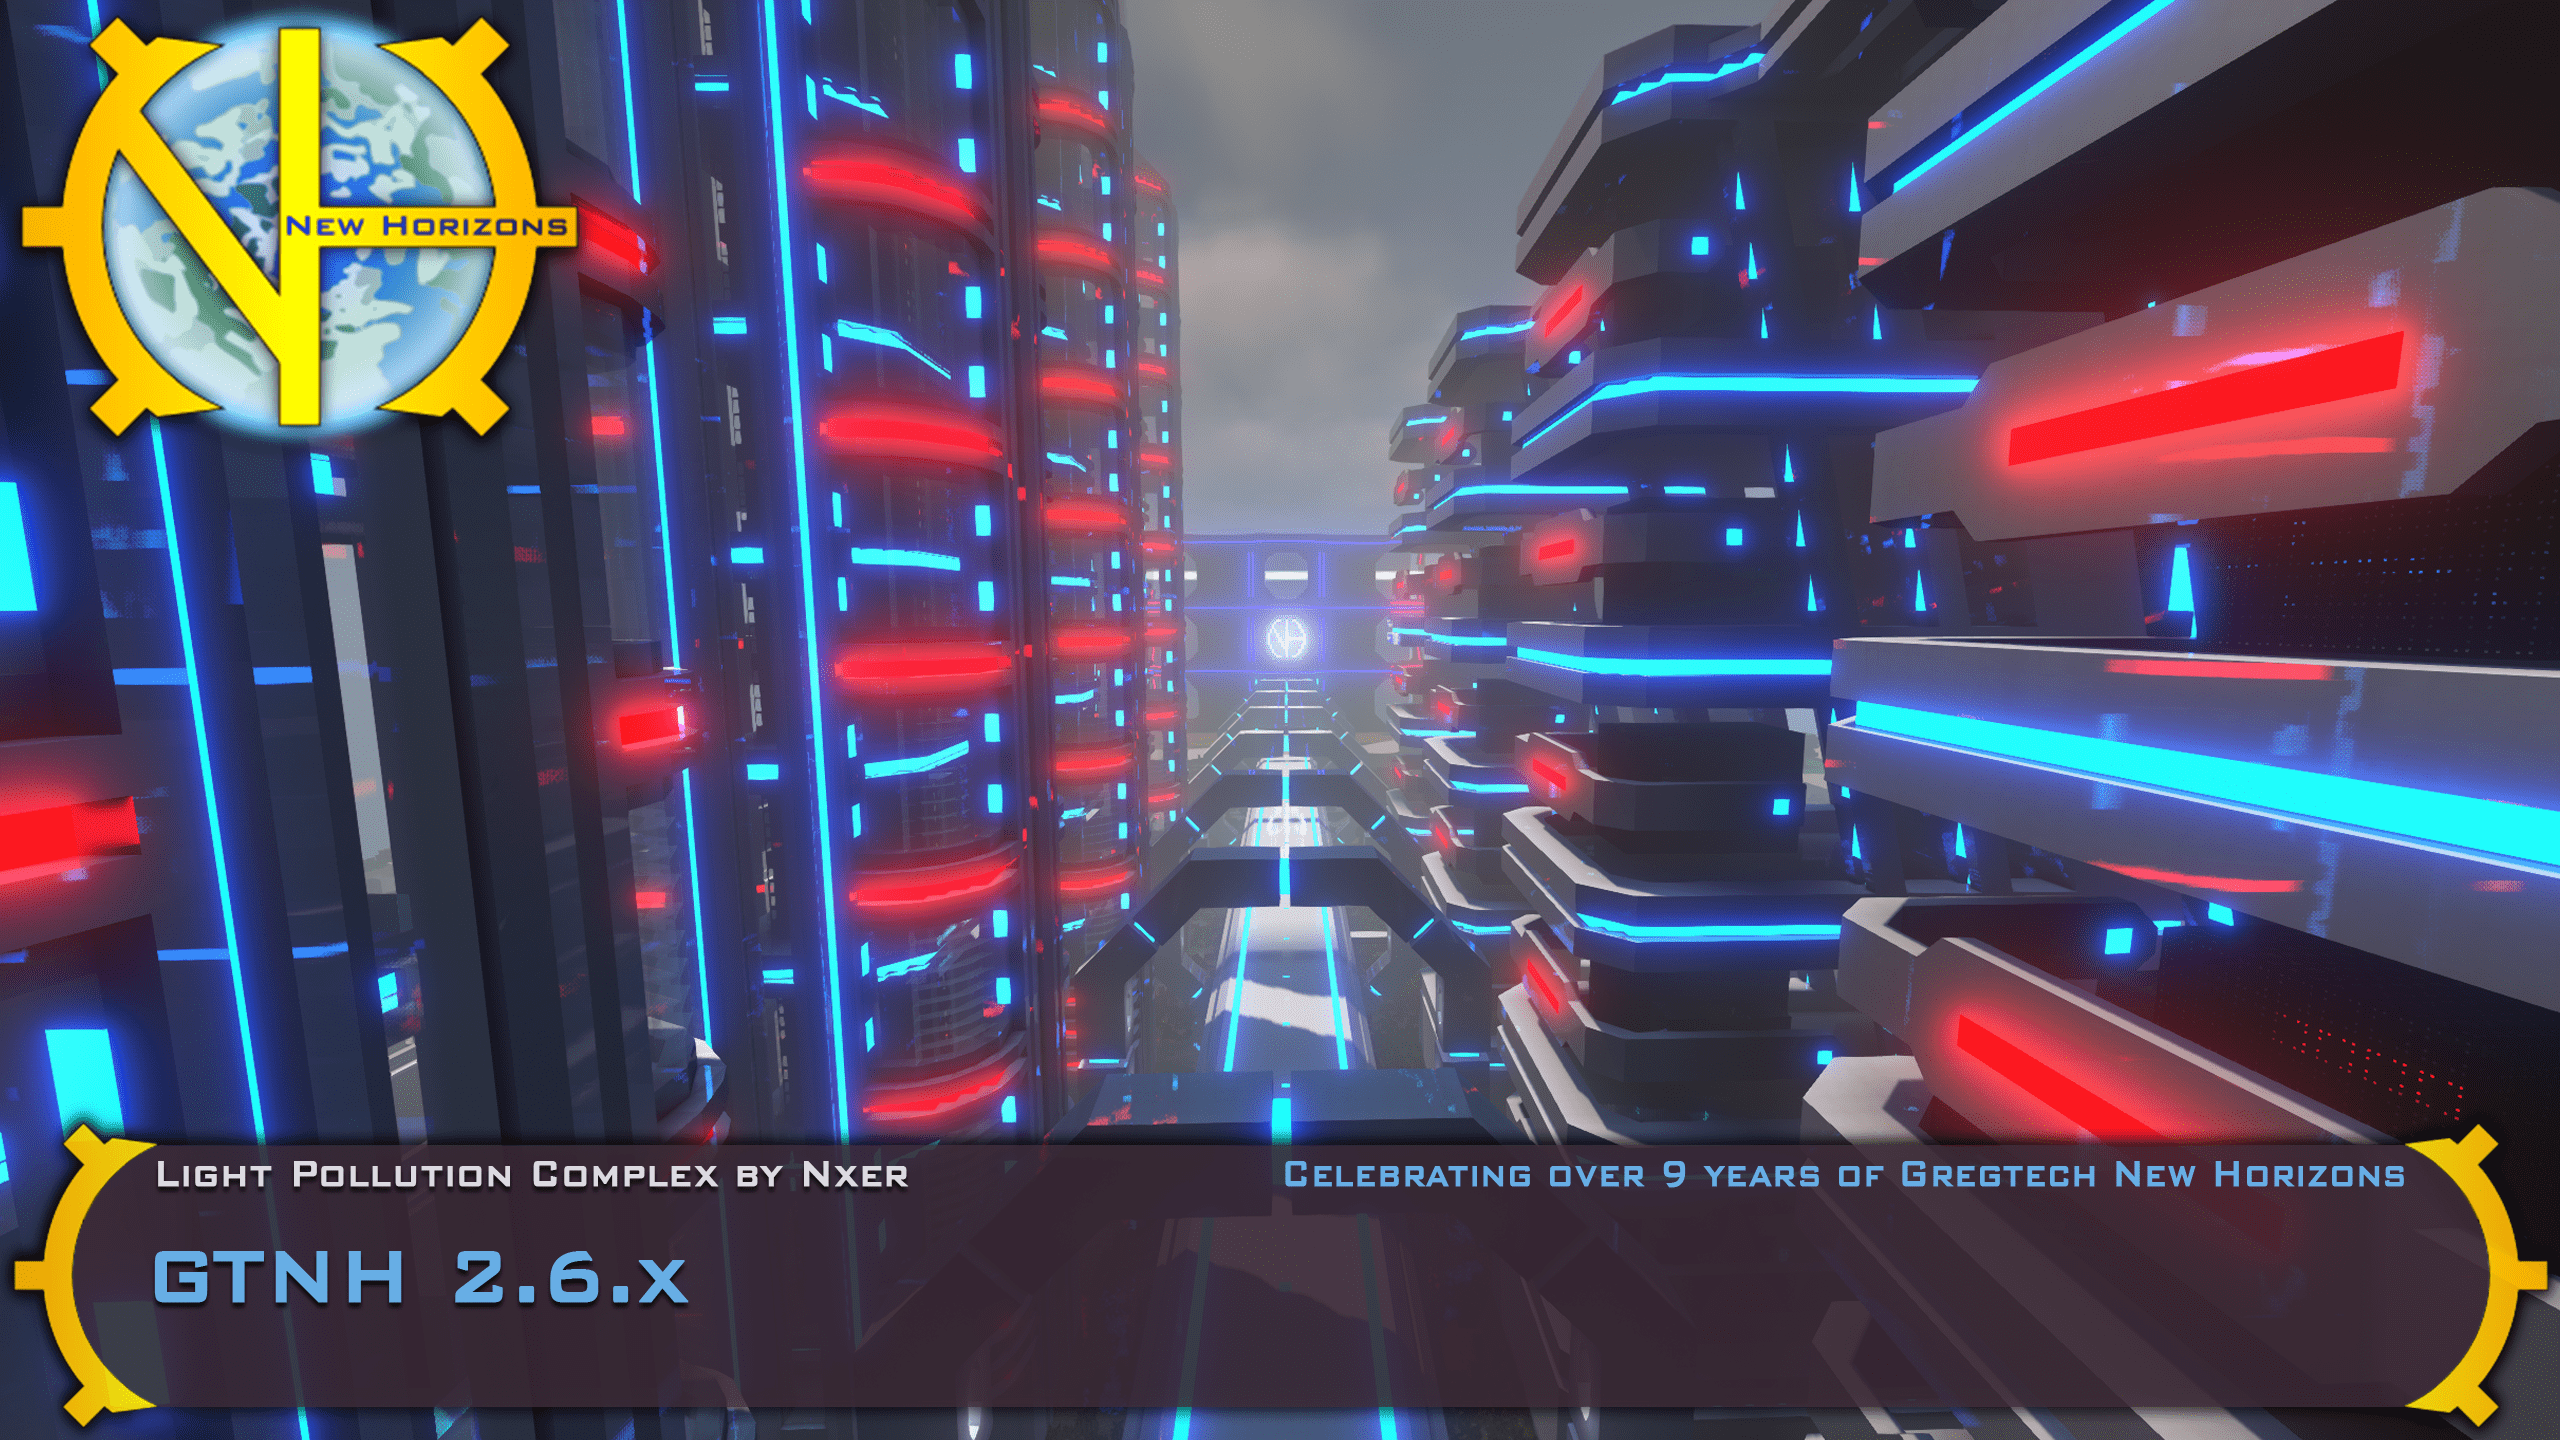 New Horizons
Light Pollution Complex by Nxer
Celebrating over 9 years of Gregtech New Horizons
GTNH 2.6.x